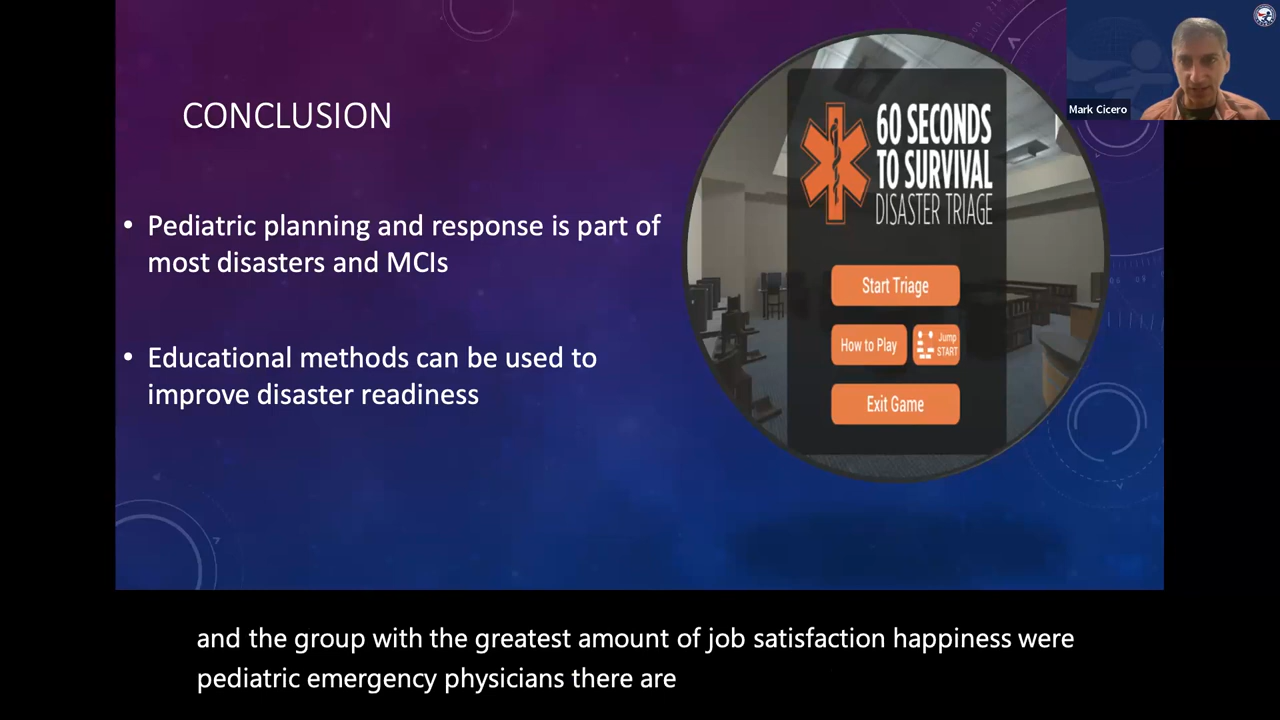 CONCLUSION
• Pediatric planning and response is part of
most disasters and MCIs
• Educational methods can be used to
improve disaster readiness
60 SECONDS
TO SURVIVAL
DISASTER TRIAGE
Start Triage
How to Play
Jump
START
Exit Game
Mark Cicero
and the group with the greatest amount of job satisfaction happiness were
pediatric emergency physicians there are